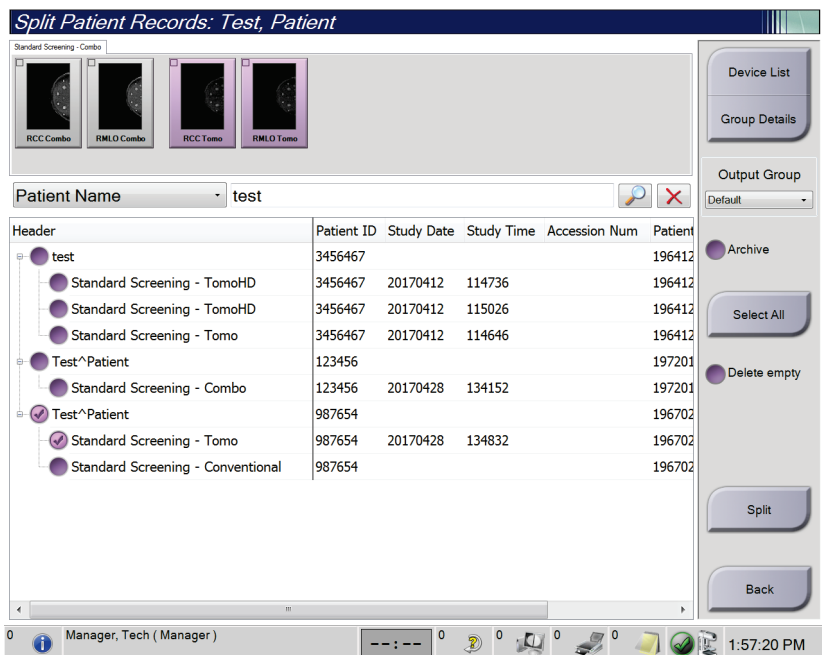 Split Patient Records: Test, Patient
Standard Screening - Combo
RCC Combo RMLO Combo RCC Tomo RMLO Tomo
Device List
Group Details
Output Group
Default
Patient Name test
Header Patient ID Study Date Study Time Accession Num Patient
test 3456467 196412
Standard Screening - TomoHD 3456467 20170412 114736 196412
Standard Screening - TomoHD 3456467 20170412 115026 196412
Standard Screening - Tomo 3456467 20170412 114646 196412
Test^Patient 123456 197201
Standard Screening - Combo 123456 20170428 134152 197201
Test^Patient 987654 196702
Standard Screening - Tomo 987654 20170428 134832 196702
Standard Screening - Conventional 987654 196702
Archive
Select All
Delete empty
Split
Back
0 Manager, Tech ( Manager ) --:-- 0 0 0 0 1:57:20 PM